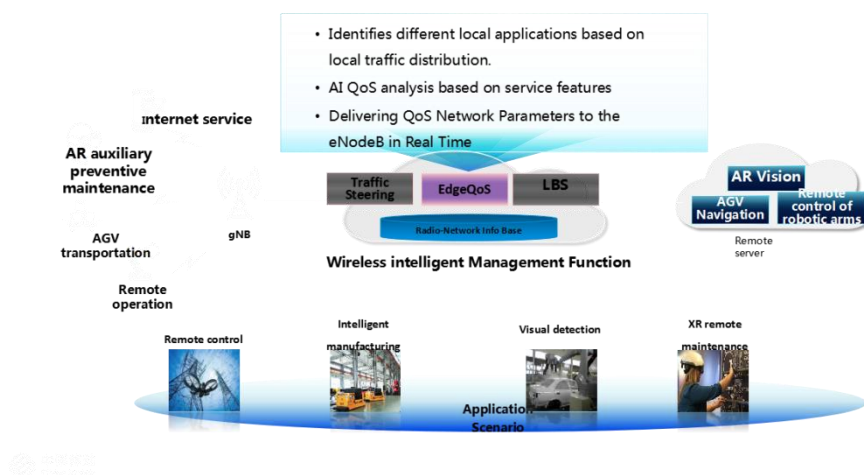 • Identifies different local applications based on
local traffic distribution.
• AI QoS analysis based on service features
• Delivering QoS Network Parameters to the
eNodeB in Real Time
Internet service
AR auxiliary
preventive
maintenance
AGV
transportation
gNB
Remote
operation
Traffic
Steering
EdgeQoS
LBS
Radio-Network Info Base
Wireless intelligent Management Function
AR Vision
AGV
Navigation
Remote
control of
robotic arms
Remote
server
Remote control
Intelligent
manufacturing
Visual detection
XR remote
maintenance
Application
Scenario